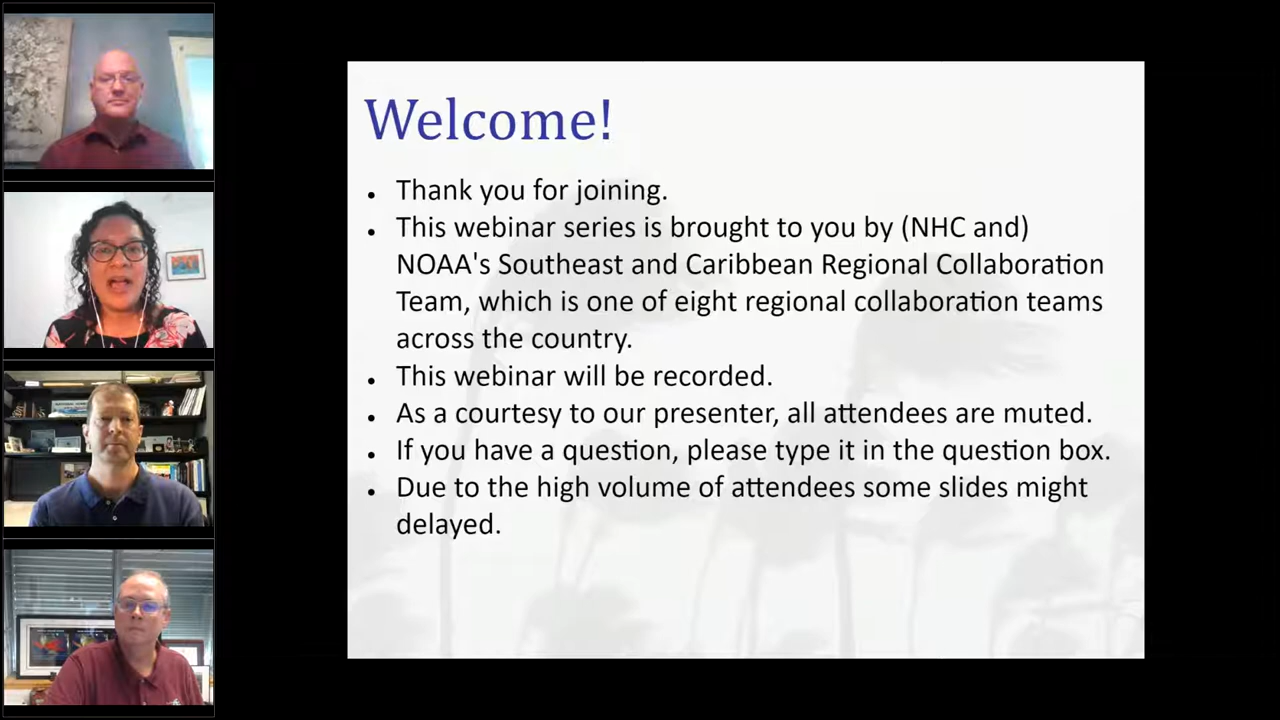 Welcome!
• Thank you for joining.
• This webinar series is brought to you by (NHC and)
NOAA's Southeast and Caribbean Regional Collaboration
Team, which is one of eight regional collaboration teams
across the country.
• This webinar will be recorded.
• As a courtesy to our presenter, all attendees are muted.
• If you have a question, please type it in the question box.
• Due to the high volume of attendees some slides might
delayed.